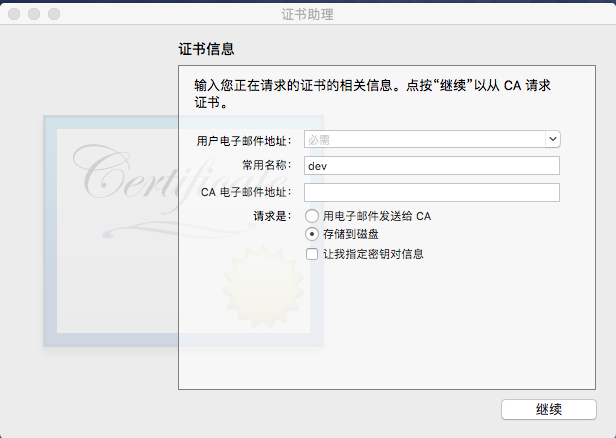 证书助理
证书信息
输入您正在请求的证书的相关信息。点按“继续”以从 CA 请求
证书。
用户电子邮件地址： 必需
常用名称： dev
CA 电子邮件地址：
请求是： 用电子邮件发送给 CA
存储到磁盘
让我指定密钥对信息
Certificate
继续